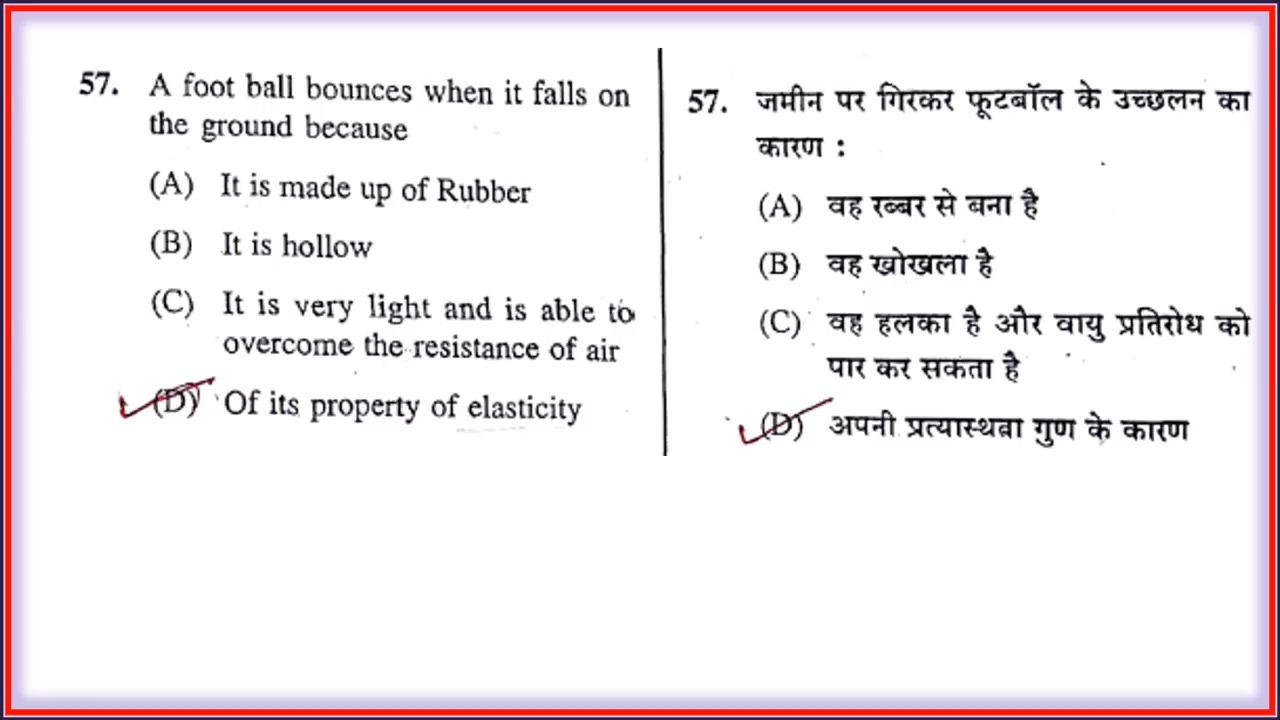 57. A foot ball bounces when it falls on
the ground because
(A) It is made up of Rubber
(B) It is hollow
(C) It is very light and is able to
overcome the resistance of air
(D) Of its property of elasticity
57. जमीन पर गिरकर फूटबॉल के उच्छलन का
कारण :
(A) वह रब्बर से बना है
(B) वह खोखला है
(C) वह हलका है और वायु प्रतिरोध को
पार कर सकता है
(D) अपनी प्रत्यास्थता गुण के कारण